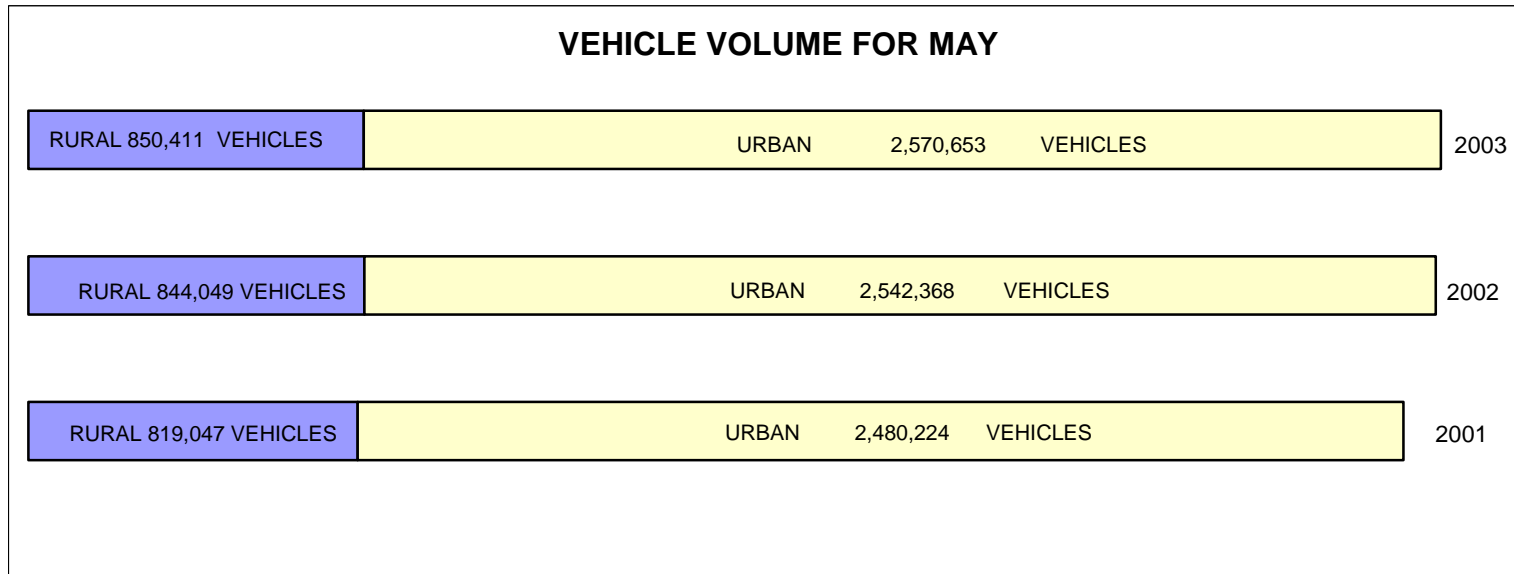 VEHICLE VOLUME FOR MAY
RURAL 850,411 VEHICLES URBAN 2,570,653 VEHICLES 2003
RURAL 844,049 VEHICLES URBAN 2,542,368 VEHICLES 2002
RURAL 819,047 VEHICLES URBAN 2,480,224 VEHICLES 2001